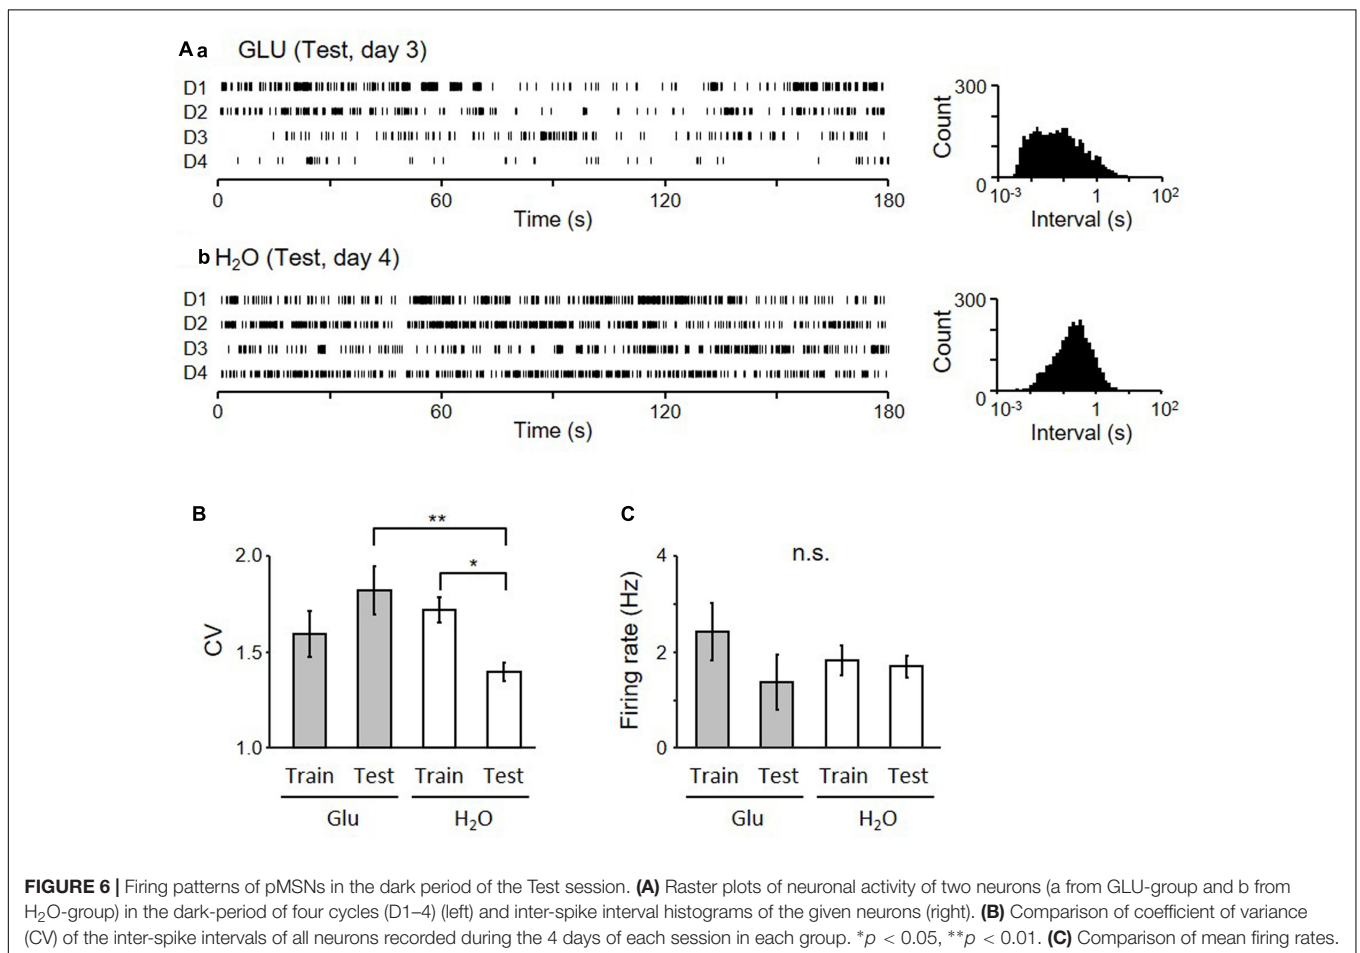 A a GLU (Test, day 3)
D1
D2
D3
D4
0 60 120 180
Time (s)
300
Count
0
10-3 1 102
Interval (s)
b H2O (Test, day 4)
D1
D2
D3
D4
0 60 120 180
Time (s)
300
Count
0
10-3 1 102
Interval (s)
B
**
*
2.0
1.5
1.0
CV
Train Test Train Test
Glu H2O
C
n.s.
4
2
0
Firing rate (Hz)
Train Test Train Test
Glu H2O
FIGURE 6 | Firing patterns of pMSNs in the dark period of the Test session. (A) Raster plots of neuronal activity of two neurons (a from GLU-group and b from
H2O-group) in the dark-period of four cycles (D1–4) (left) and inter-spike interval histograms of the given neurons (right). (B) Comparison of coefficient of variance
(CV) of the inter-spike intervals of all neurons recorded during the 4 days of each session in each group. *p < 0.05, **p < 0.01. (C) Comparison of mean firing rates.